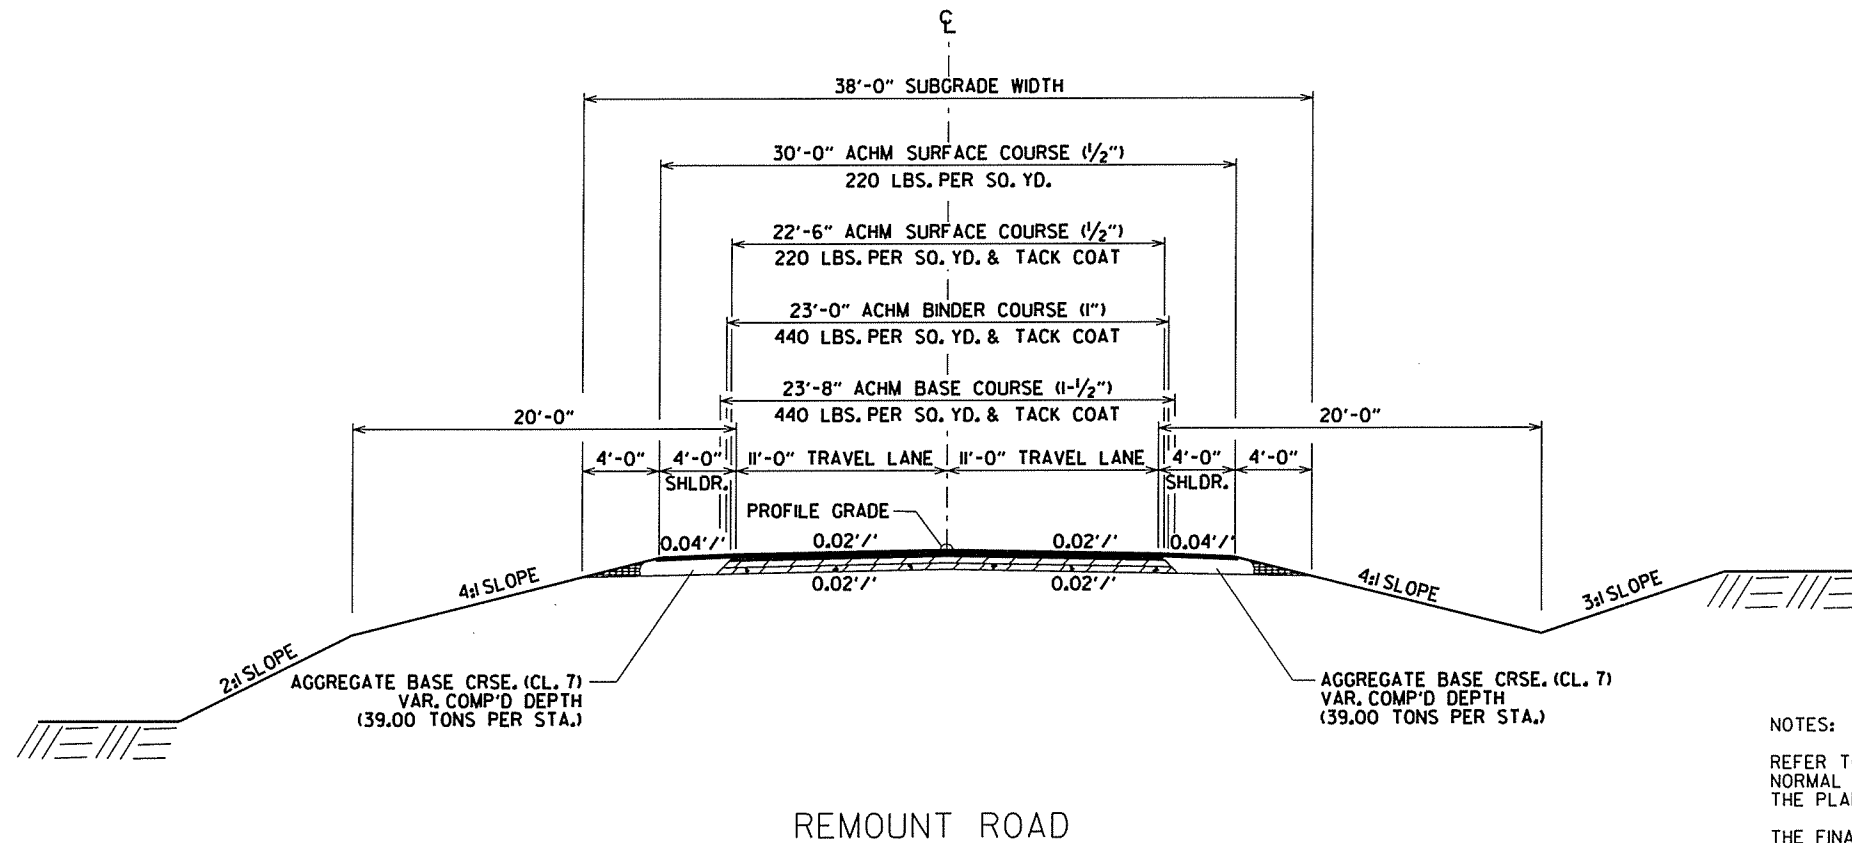 ℄
38'-0" SUBGRADE WIDTH
30'-0" ACHM SURFACE COURSE (1/2")
220 LBS. PER SQ. YD.
22'-6" ACHM SURFACE COURSE (1/2")
220 LBS. PER SQ. YD. & TACK COAT
23'-0" ACHM BINDER COURSE (1")
440 LBS. PER SQ. YD. & TACK COAT
23'-8" ACHM BASE COURSE (1-1/2")
440 LBS. PER SQ. YD. & TACK COAT
20'-0"
20'-0"
4'-0"
4'-0"
SHLDR.
11'-0" TRAVEL LANE
11'-0" TRAVEL LANE
4'-0"
SHLDR.
4'-0"
PROFILE GRADE
0.04'/'
0.02'/'
0.02'/'
0.04'/'
0.02'/'
0.02'/'
4:1 SLOPE
4:1 SLOPE
3:1 SLOPE
2:1 SLOPE
AGGREGATE BASE CRSE. (CL. 7)
VAR. COMP'D DEPTH
(39.00 TONS PER STA.)
AGGREGATE BASE CRSE. (CL. 7)
VAR. COMP'D DEPTH
(39.00 TONS PER STA.)
NOTES:
REFER T
NORMAL
THE PLA
THE FINA
REMOUNT ROAD